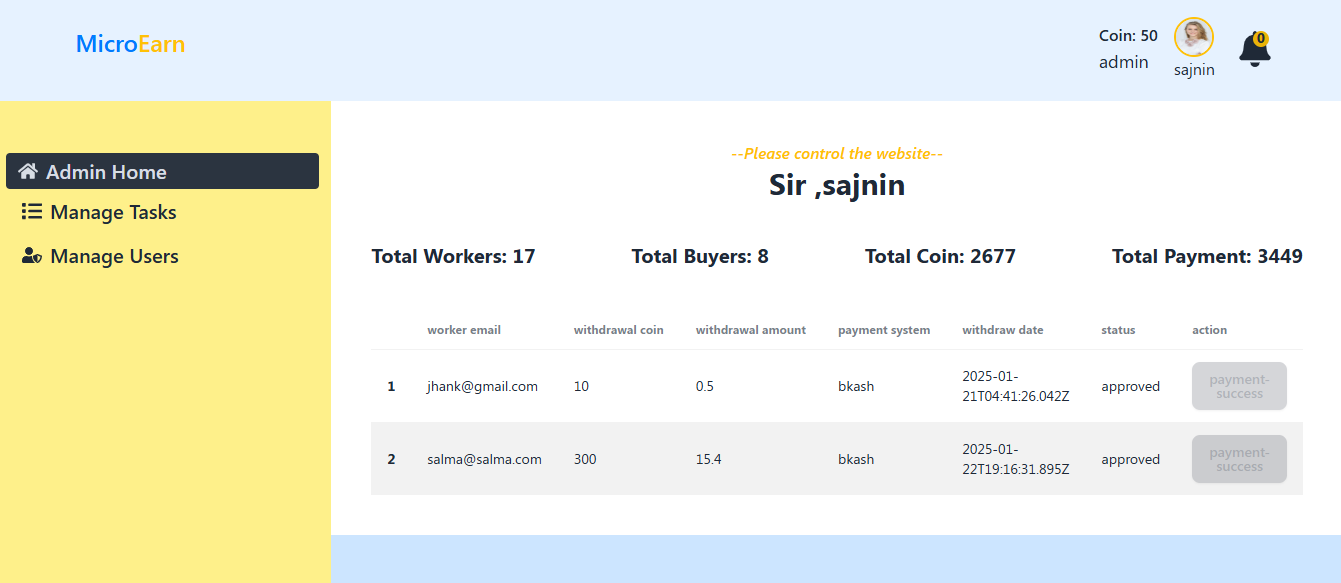 MicroEarn
Coin: 50
admin
sajnin
0
Admin Home
Manage Tasks
Manage Users
--Please control the website--
Sir ,sajnin
Total Workers: 17 Total Buyers: 8 Total Coin: 2677 Total Payment: 3449
worker email withdrawal coin withdrawal amount payment system withdraw date status action
1 jhank@gmail.com 10 0.5 bkash 2025-01-
21T04:41:26.042Z approved payment-
success
2 salma@salma.com 300 15.4 bkash 2025-01-
22T19:16:31.895Z approved payment-
success